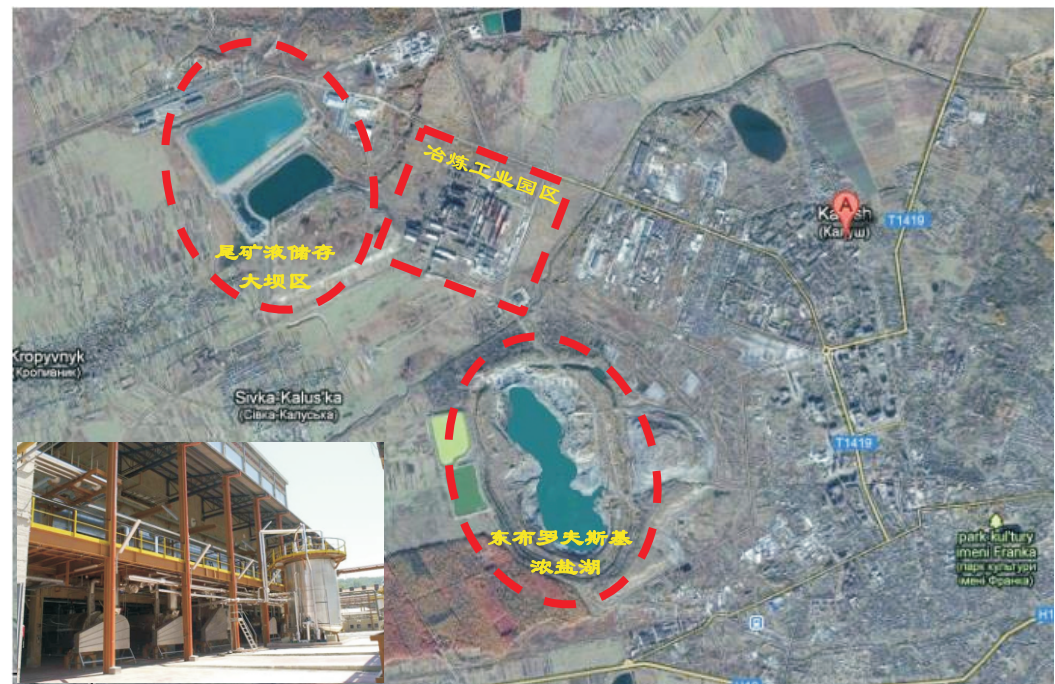 冶炼工业园区
A
Kalush
(Калуш)
T1419
尾矿液储存
大坝区
Kropyvnyk
(Кропивник)
Sivka-Kalus'ka
(Сівка-Калуська)
T1419
东布罗夫斯基
浓盐湖
park kul'tury
imeni Franka
(парк культури
імені Франка)